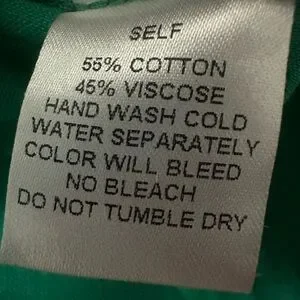 SELF
55% COTTON
45% VISCOSE
HAND WASH COLD
WATER SEPARATELY
COLOR WILL BLEED
NO BLEACH
DO NOT TUMBLE DRY